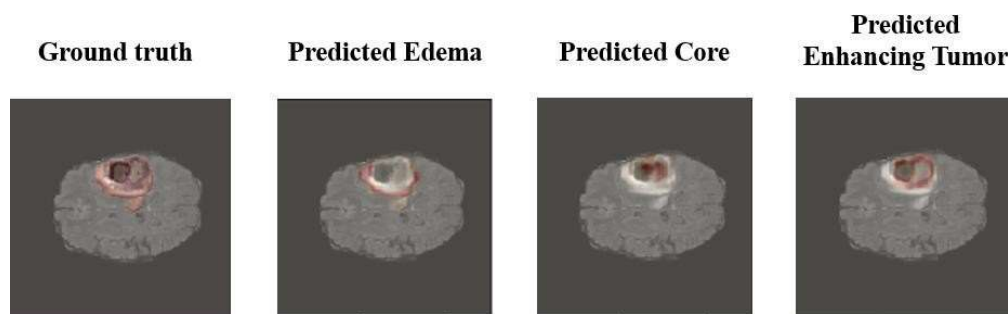 Ground truth
Predicted Edema
Predicted Core
Predicted
Enhancing Tumor